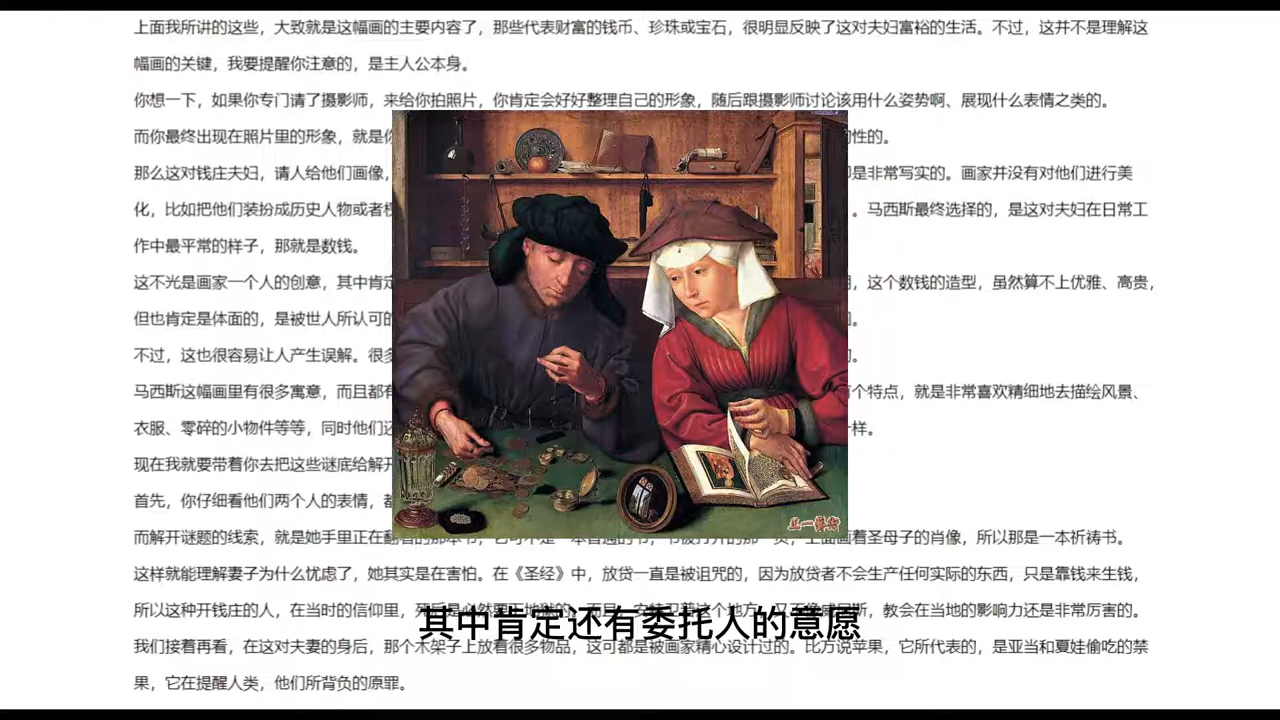 上面我所讲的这些，大致就是这幅画的主要内容了，那些代表财富的钱币、珍珠或宝石，很明显反映了这对夫妇富裕的生活。不过，这并不是理解这
幅画的关键，我要提醒你注意的，是主人公本身。
你想一下，如果你专门请了摄影师，来给你拍照片，你肯定会好好整理自己的形象，随后跟摄影师讨论该用什么姿势啊、展现什么表情之类的。
而你最终出现在照片里的形象，就是你 的性的。
那么这对钱庄夫妇，请人给他们画像， 是非常写实的。画家并没有对他们进行美
化，比如把他们装扮成历史人物或者 。马西斯最终选择的，是这对夫妇在日常工
作中最平常的样子，那就是数钱。
这不光是画家一个人的创意，其中肯定 ，这个数钱的造型，虽然算不上优雅、高贵，
但也肯定是体面的，是被世人所认可的
不过，这也很容易让人产生误解。很多
马西斯这幅画里有很多寓意，而且都有 个特点，就是非常喜欢精细地去描绘风景、
衣服、零碎的小物件等等，同时他们还 样。
现在我就要带着你去把这些谜底给解开
首先，你仔细看他们两个人的表情，都
而解开谜题的线索，就是她手里正在翻看的那本书，它可不是一本普通的书，书被打开的那一页，上面画着圣母子的肖像，所以那是一本祈祷书。
这样就能理解妻子为什么忧虑了，她其实是在害怕。在《圣经》中，放贷一直是被诅咒的，因为放贷者不会生产任何实际的东西，只是靠钱来生钱，
所以这种开钱庄的人，在当时的信仰里， ，教会在当地的影响力还是非常厉害的。
其中肯定还有委托人的意愿
我们接着再看，在这对夫妻的身后，那个木架子上放着很多物品，这可都是被画家精心设计过的。比方说苹果，它所代表的，是亚当和夏娃偷吃的禁
果，它在提醒人类，他们所背负的原罪。